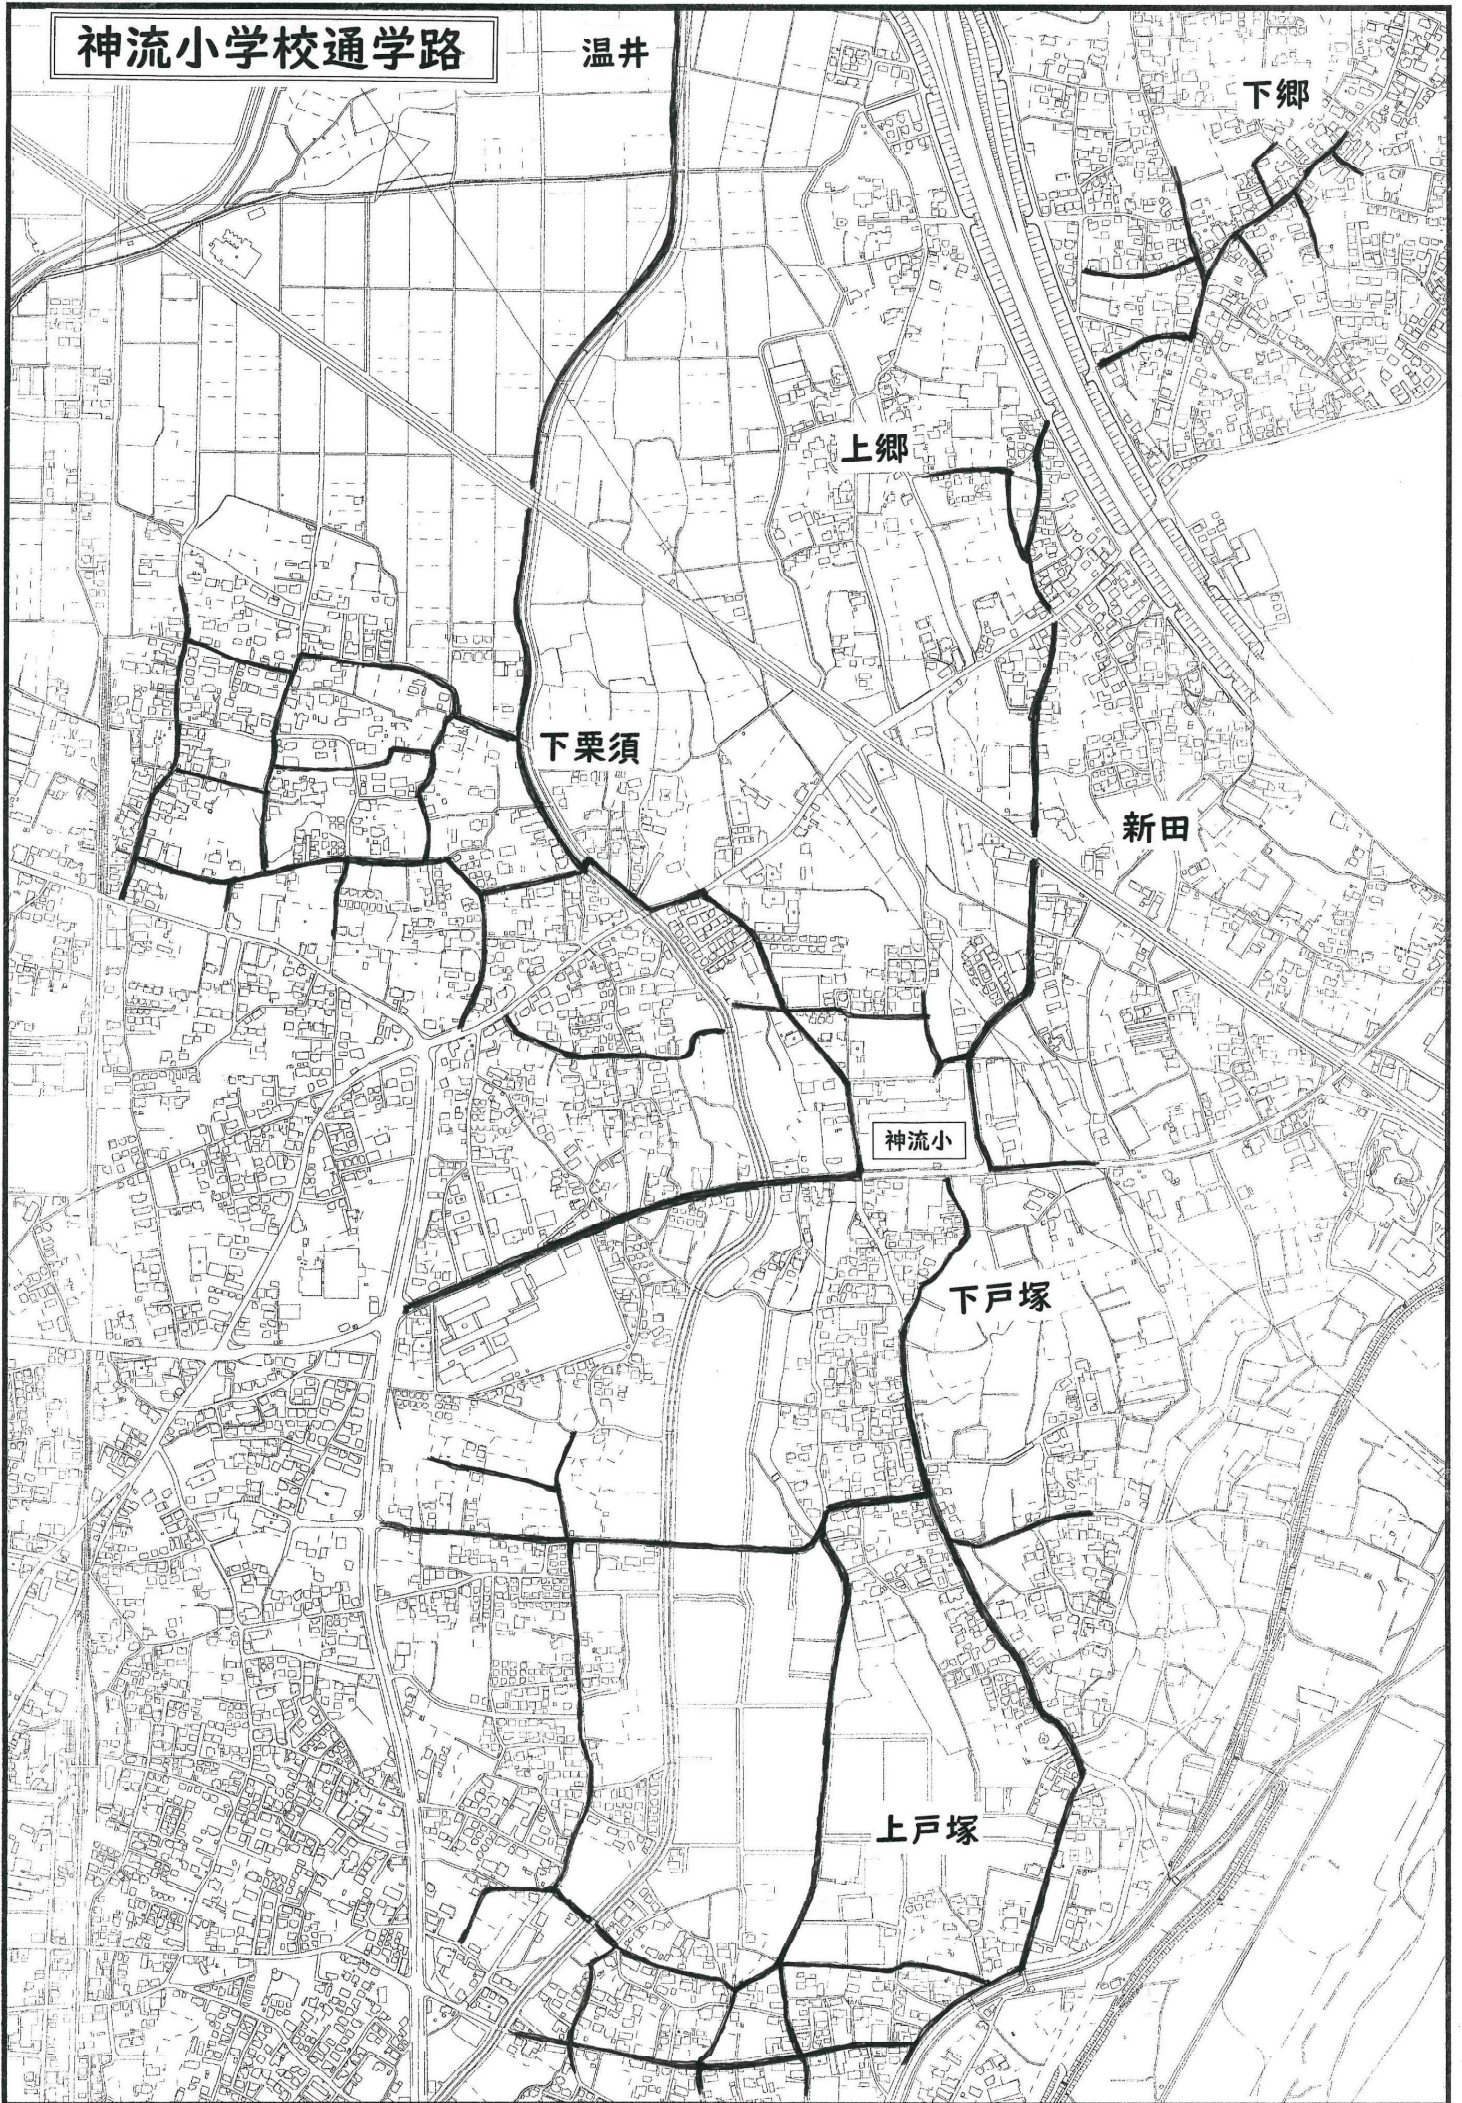 神流小学校通学路
温井
下郷
上郷
下栗須
新田
神流小
下戸塚
上戸塚